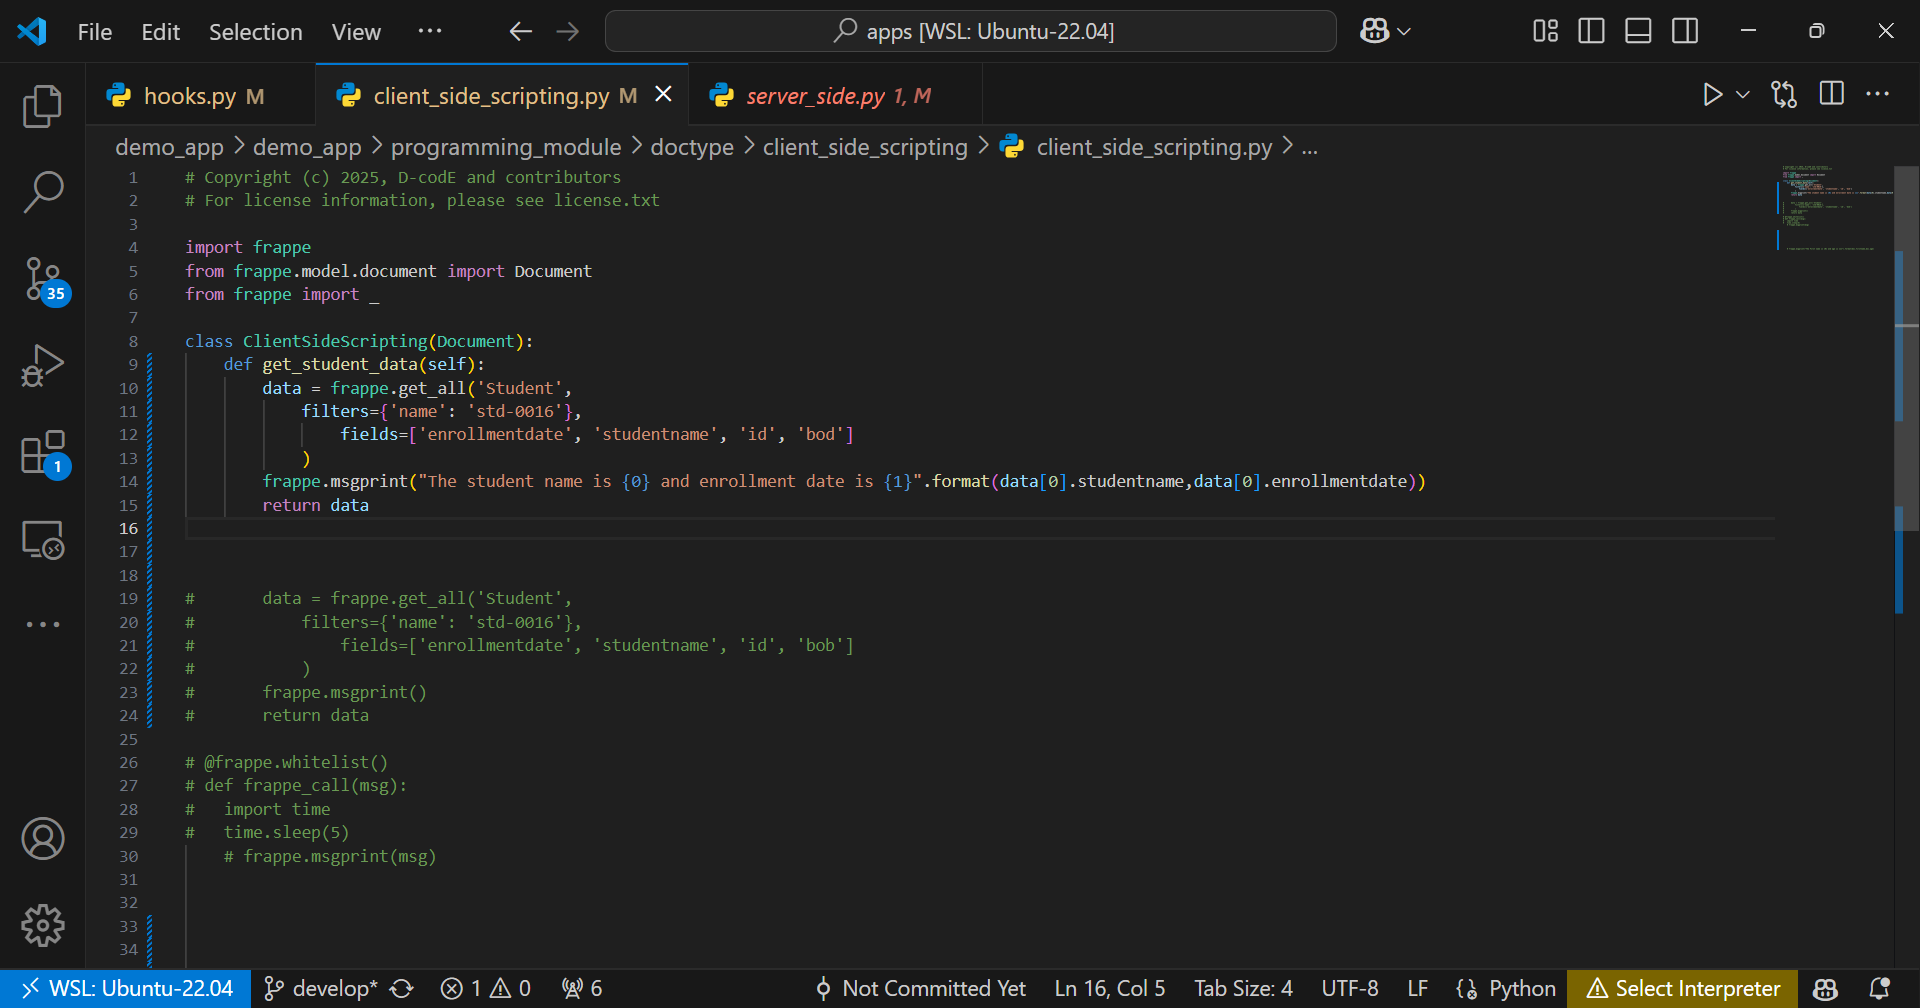 File Edit Selection View ··· apps [WSL: Ubuntu-22.04]
hooks.py M client_side_scripting.py M server_side.py 1, M
demo_app > demo_app > programming_module > doctype > client_side_scripting > client_side_scripting.py > ...
1 # Copyright (c) 2025, D-codE and contributors
2 # For license information, please see license.txt
3
4 import frappe
5 from frappe.model.document import Document
6 from frappe import _
7
8 class ClientSideScripting(Document):
9     def get_student_data(self):
10         data = frappe.get_all('Student',
11             filters={'name': 'std-0016'},
12                 fields=['enrollmentdate', 'studentname', 'id', 'bod']
13             )
14         frappe.msgprint("The student name is {0} and enrollment date is {1}".format(data[0].studentname,data[0].enrollmentdate))
15         return data
16
17
18
19 #       data = frappe.get_all('Student',
20 #           filters={'name': 'std-0016'},
21 #               fields=['enrollmentdate', 'studentname', 'id', 'bob']
22 #           )
23 #       frappe.msgprint()
24 #       return data
25
26 # @frappe.whitelist()
27 # def frappe_call(msg):
28 #   import time
29 #   time.sleep(5)
30     # frappe.msgprint(msg)
31
32
33
34
35
1
WSL: Ubuntu-22.04 develop* 1 0 6 Not Committed Yet Ln 16, Col 5 Tab Size: 4 UTF-8 LF Python Select Interpreter